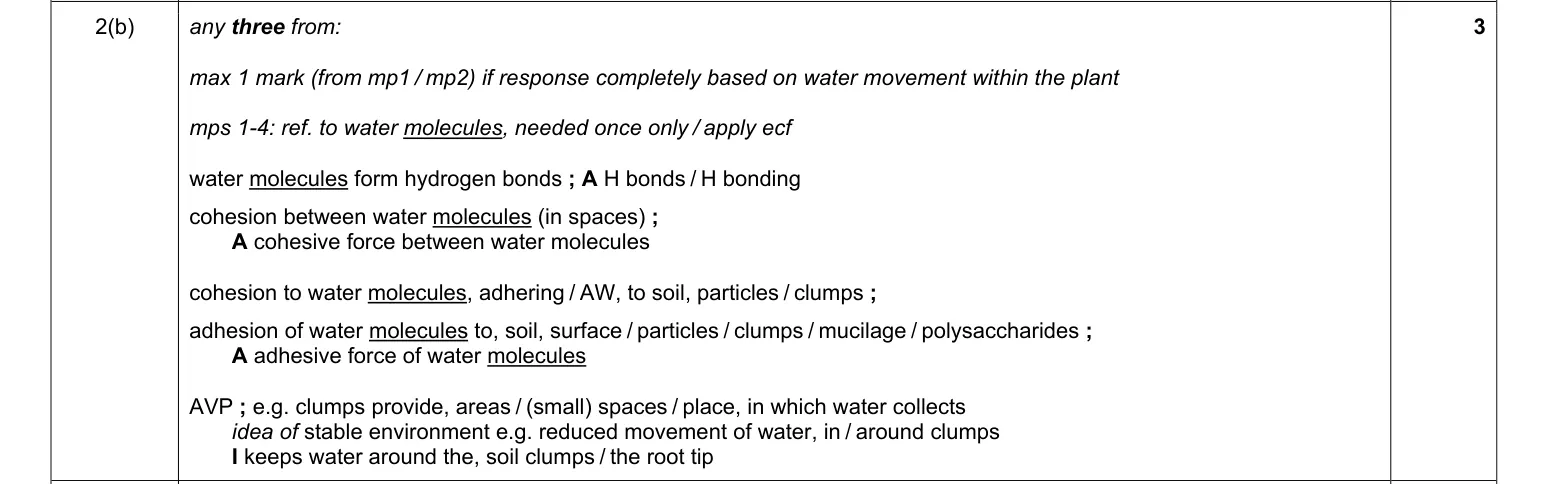 2(b) any three from: 3
max 1 mark (from mp1 / mp2) if response completely based on water movement within the plant
mps 1-4: ref. to water molecules, needed once only / apply ecf
water molecules form hydrogen bonds ; A H bonds / H bonding
cohesion between water molecules (in spaces) ;
A cohesive force between water molecules
cohesion to water molecules, adhering / AW, to soil, particles / clumps ;
adhesion of water molecules to, soil, surface / particles / clumps / mucilage / polysaccharides ;
A adhesive force of water molecules
AVP ; e.g. clumps provide, areas / (small) spaces / place, in which water collects
idea of stable environment e.g. reduced movement of water, in / around clumps
I keeps water around the, soil clumps / the root tip